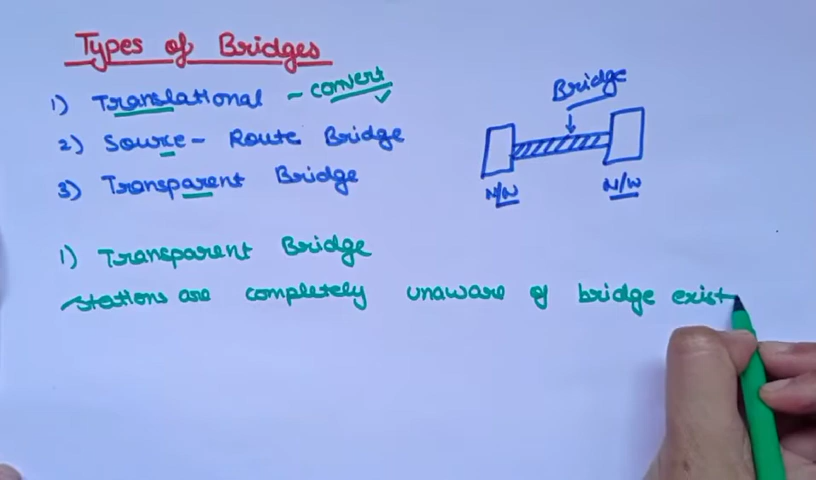 Types of Bridges
1) Translational - convert
2) Source - Route Bridge
3) Transparent Bridge
Bridge
N/W N/W
1) Transparent Bridge
Stations are completely unaware of bridge exist